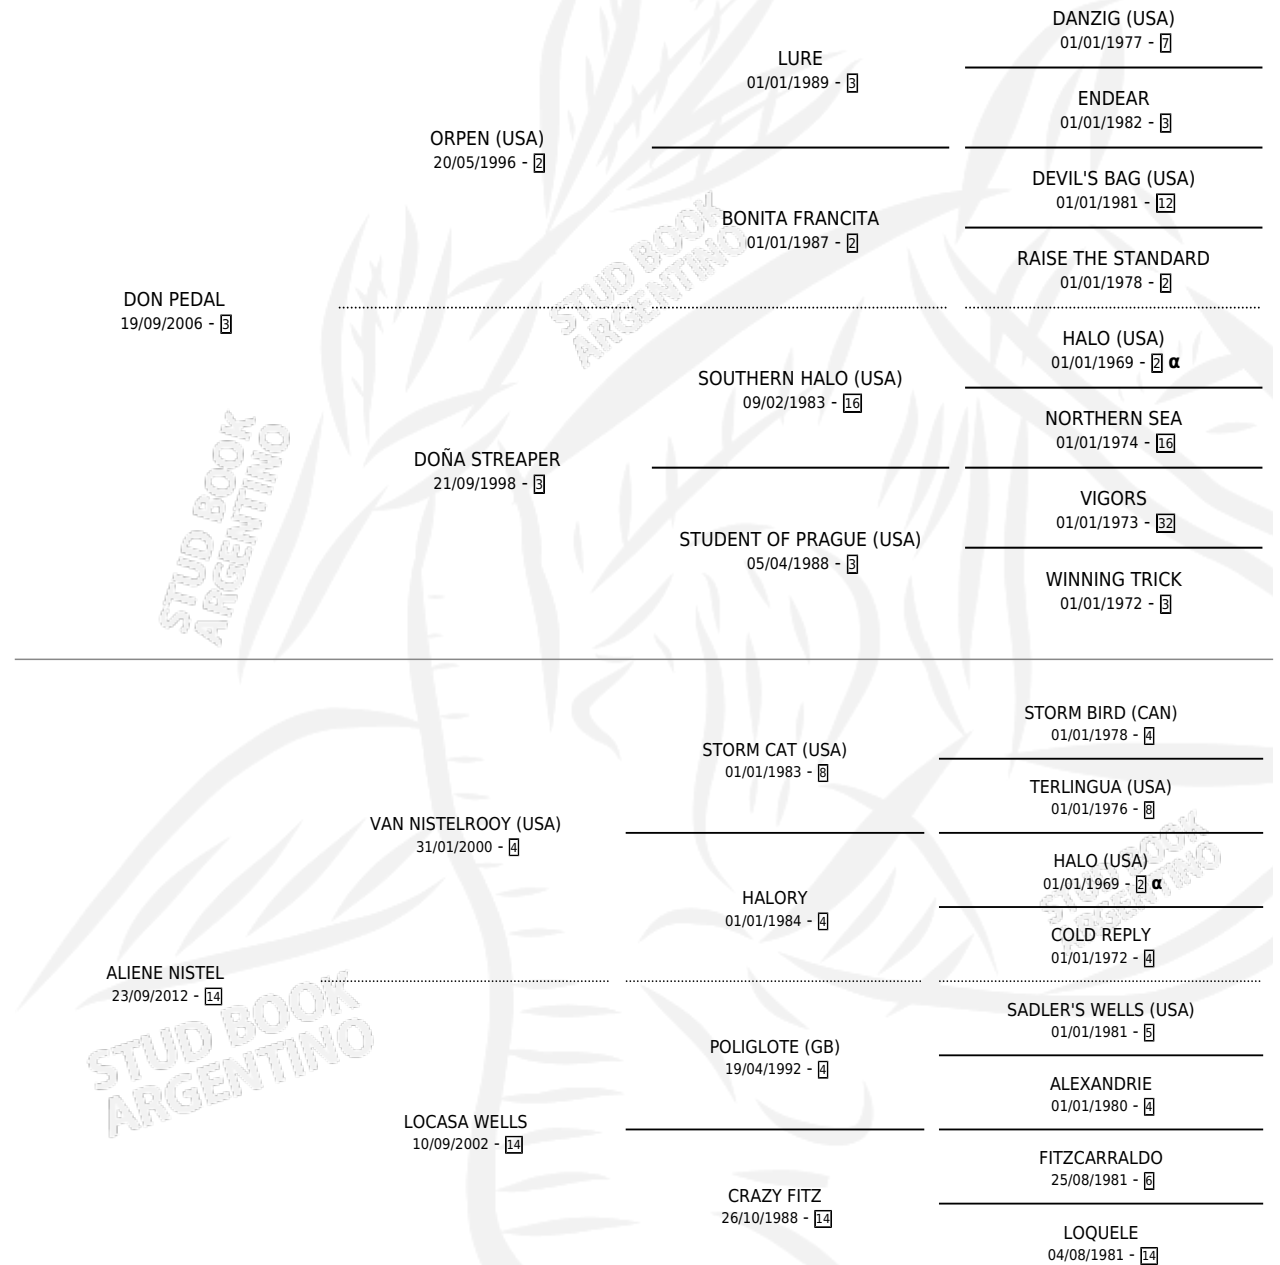 DANZIG (USA)
01/01/1977 - 7
LURE
01/01/1989 - 3
ENDEAR
01/01/1982 - 3
ORPEN (USA)
20/05/1996 - 2
DEVIL'S BAG (USA)
01/01/1981 - 12
BONITA FRANCITA
01/01/1987 - 2
RAISE THE STANDARD
01/01/1978 - 2
DON PEDAL
19/09/2006 - 3
HALO (USA)
01/01/1969 - 2 α
SOUTHERN HALO (USA)
09/02/1983 - 16
NORTHERN SEA
01/01/1974 - 16
DOÑA STREAPER
21/09/1998 - 3
VIGORS
01/01/1973 - 32
STUDENT OF PRAGUE (USA)
05/04/1988 - 3
WINNING TRICK
01/01/1972 - 3
STORM BIRD (CAN)
01/01/1978 - 4
STORM CAT (USA)
01/01/1983 - 8
TERLINGUA (USA)
01/01/1976 - 8
VAN NISTELROOY (USA)
31/01/2000 - 4
HALO (USA)
01/01/1969 - 2 α
HALORY
01/01/1984 - 4
COLD REPLY
01/01/1972 - 4
ALIENE NISTEL
23/09/2012 - 14
SADLER'S WELLS (USA)
01/01/1981 - 5
POLIGLOTE (GB)
19/04/1992 - 4
ALEXANDRIE
01/01/1980 - 4
LOCASA WELLS
10/09/2002 - 14
FITZCARRALDO
25/08/1981 - 6
CRAZY FITZ
26/10/1988 - 14
LOQUELE
04/08/1981 - 14
STUD BOOK
ARGENTINO
STUD BOOK
ARGENTINO
STUD BOOK
ARGENTINO
STUD BOOK
ARGENTINO